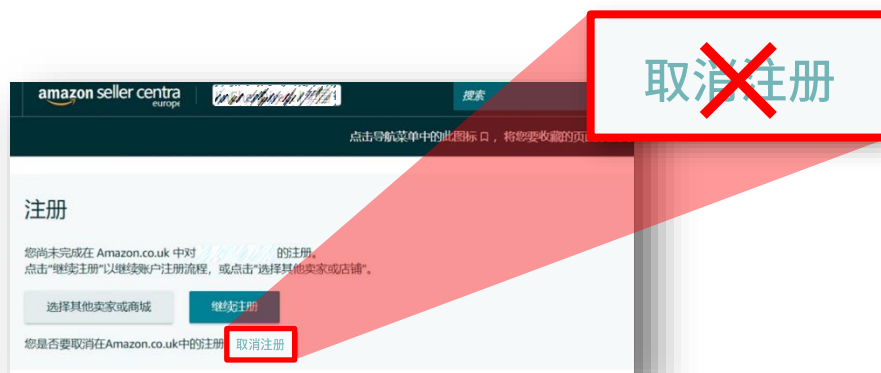 amazon seller centra
europe
搜索
取消注册
点击导航菜单中的此图标口，将您要收藏的页
注册
您尚未完成在 Amazon.co.uk 中对 的注册。
点击“继续注册”以继续账户注册流程，或点击“选择其他卖家或店铺”。
选择其他卖家或商城 继续注册
您是否要取消在Amazon.co.uk中的注册 取消注册